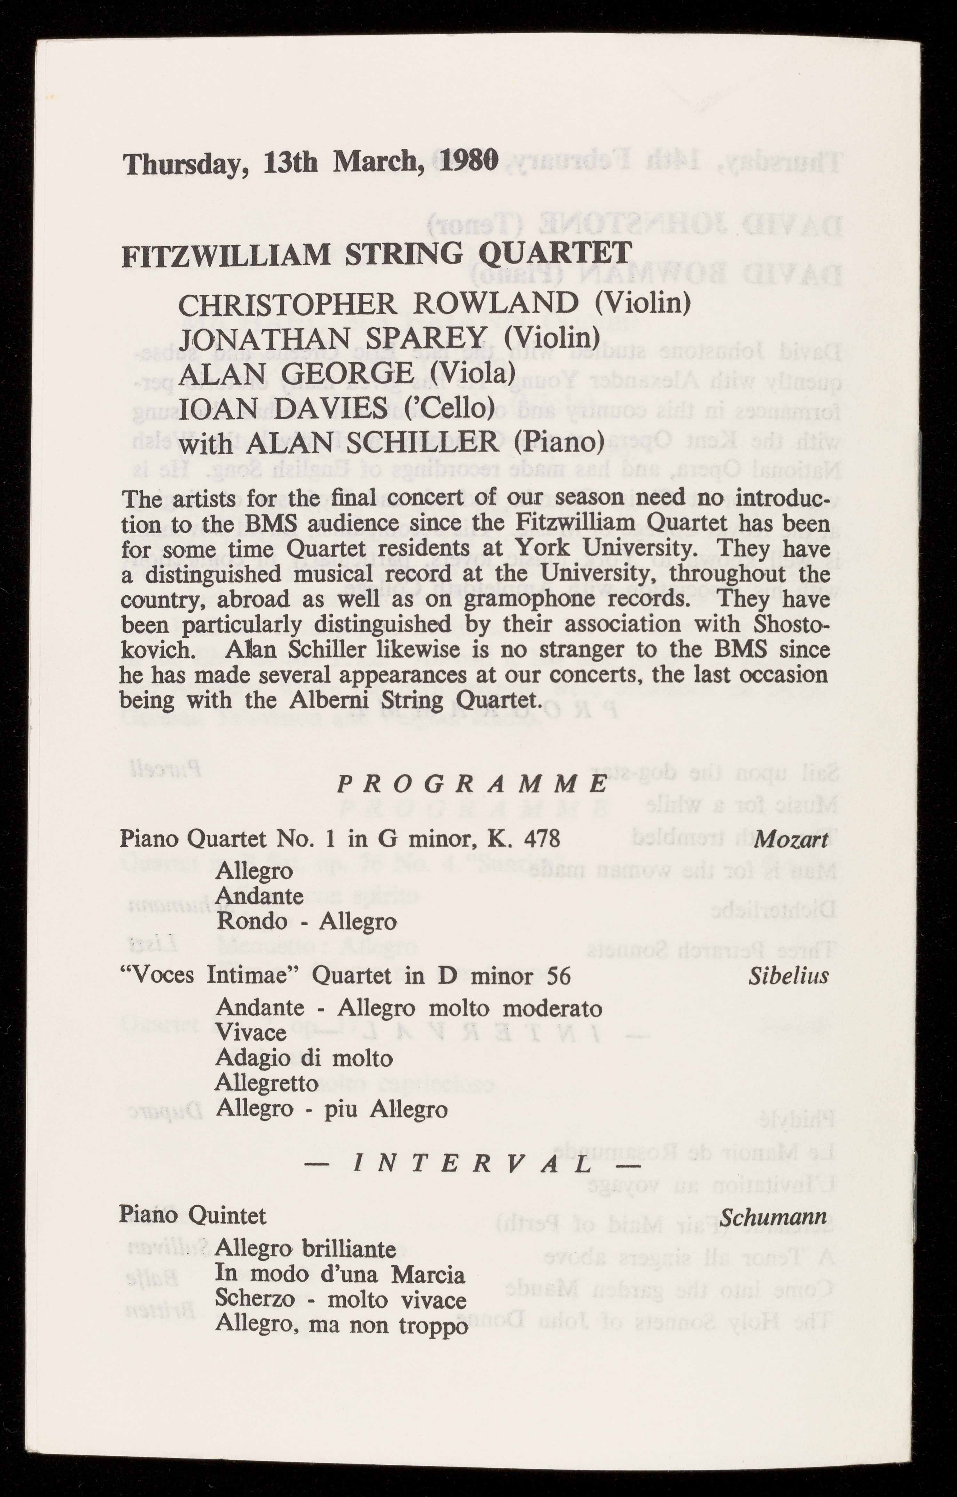 Thursday, 13th March, 1980
FITZWILLIAM STRING QUARTET
CHRISTOPHER ROWLAND (Violin)
JONATHAN SPAREY (Violin)
ALAN GEORGE (Viola)
IOAN DAVIES ('Cello)
with ALAN SCHILLER (Piano)
The artists for the final concert of our season need no introduc-
tion to the BMS audience since the Fitzwilliam Quartet has been
for some time Quartet residents at York University. They have
a distinguished musical record at the University, throughout the
country, abroad as well as on gramophone records. They have
been particularly distinguished by their association with Shosto-
kovich. Alan Schiller likewise is no stranger to the BMS since
he has made several appearances at our concerts, the last occasion
being with the Alberni String Quartet.
PROGRAMME
Piano Quartet No. 1 in G minor, K. 478 Mozart
Allegro
Andante
Rondo - Allegro
"Voces Intimae" Quartet in D minor 56 Sibelius
Andante - Allegro molto moderato
Vivace
Adagio di molto
Allegretto
Allegro - piu Allegro
— INTERVAL —
Piano Quintet Schumann
Allegro brilliante
In modo d'una Marcia
Scherzo - molto vivace
Allegro, ma non troppo